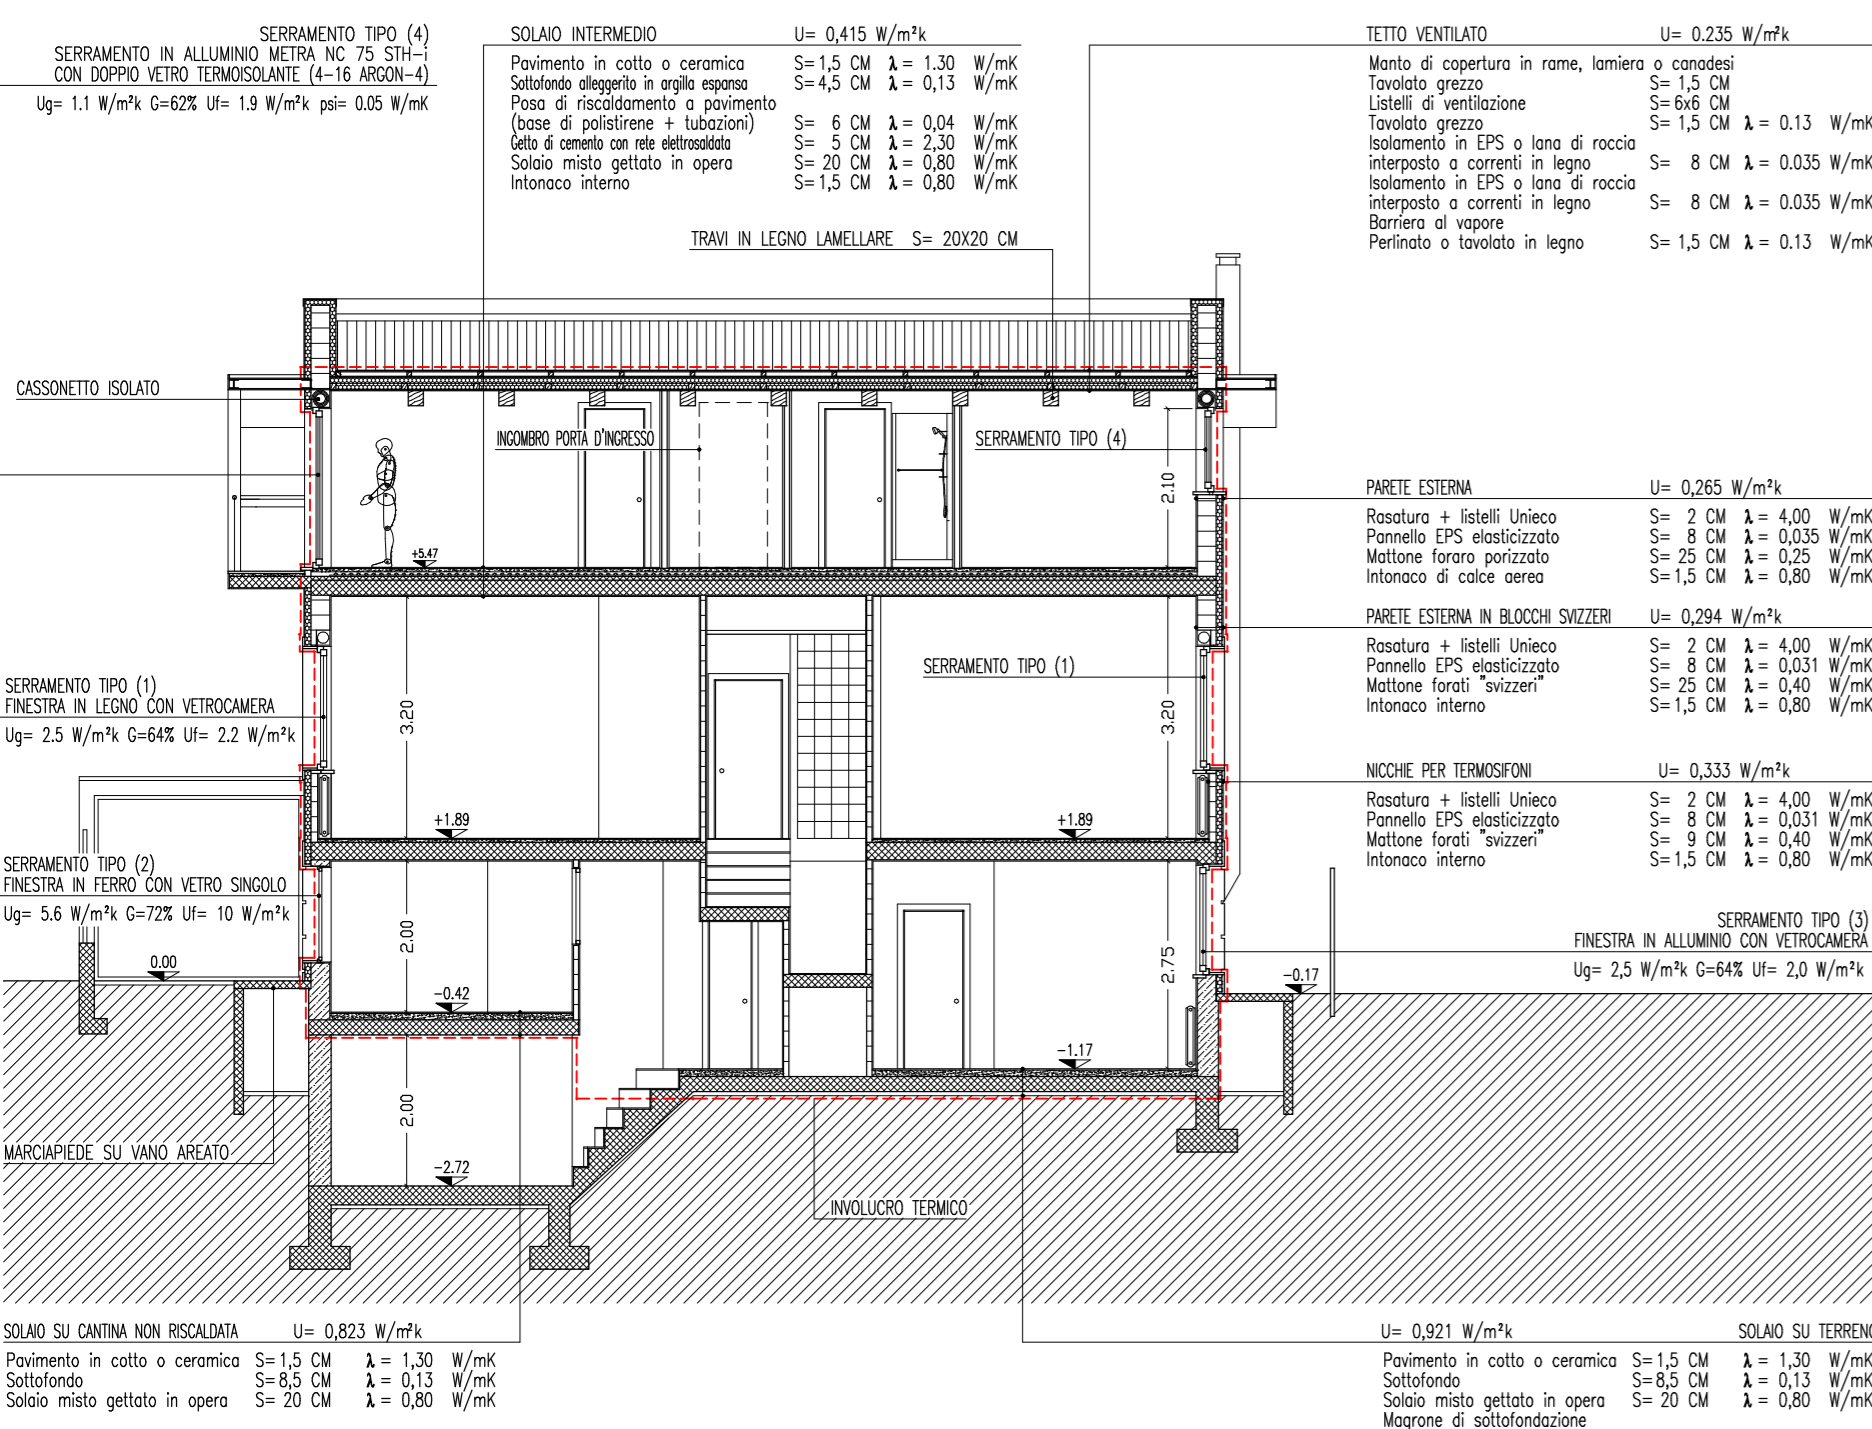 SERRAMENTO TIPO (4)
SERRAMENTO IN ALLUMINIO METRA NC 75 STH-i
CON DOPPIO VETRO TERMOISOLANTE (4-16 ARGON-4)
Ug= 1.1 W/m²k G=62% Uf= 1.9 W/m²k psi= 0.05 W/mK
SOLAIO INTERMEDIO U= 0,415 W/m²k
Pavimento in cotto o ceramica S= 1,5 CM λ = 1.30 W/mK
Sottofondo alleggerito in argilla espansa S= 4,5 CM λ = 0,13 W/mK
Posa di riscaldamento a pavimento
(base di polistirene + tubazioni) S= 6 CM λ = 0,04 W/mK
Getto di cemento con rete elettrosaldata S= 5 CM λ = 2,30 W/mK
Solaio misto gettato in opera S= 20 CM λ = 0,80 W/mK
Intonaco interno S= 1,5 CM λ = 0,80 W/mK
TETTO VENTILATO U= 0.235 W/m²k
Manto di copertura in rame, lamiera o canadesi
Tavolato grezzo S= 1,5 CM
Listelli di ventilazione S= 6x6 CM
Tavolato grezzo S= 1,5 CM λ = 0.13 W/mK
Isolamento in EPS o lana di roccia
interposto a correnti in legno S= 8 CM λ = 0.035 W/mK
Isolamento in EPS o lana di roccia
interposto a correnti in legno S= 8 CM λ = 0.035 W/mK
Barriera al vapore
Perlinato o tavolato in legno S= 1,5 CM λ = 0.13 W/mK
TRAVI IN LEGNO LAMELLARE S= 20X20 CM
CASSONETTO ISOLATO
INGOMBRO PORTA D'INGRESSO
SERRAMENTO TIPO (4)
2.10
+5.47
PARETE ESTERNA U= 0,265 W/m²k
Rasatura + listelli Unieco S= 2 CM λ = 4,00 W/mK
Pannello EPS elasticizzato S= 8 CM λ = 0,035 W/mK
Mattone foraro porizzato S= 25 CM λ = 0,25 W/mK
Intonaco di calce aerea S= 1,5 CM λ = 0,80 W/mK
PARETE ESTERNA IN BLOCCHI SVIZZERI U= 0,294 W/m²k
Rasatura + listelli Unieco S= 2 CM λ = 4,00 W/mK
Pannello EPS elasticizzato S= 8 CM λ = 0,031 W/mK
Mattone forati "svizzeri" S= 25 CM λ = 0,40 W/mK
Intonaco interno S= 1,5 CM λ = 0,80 W/mK
SERRAMENTO TIPO (1)
SERRAMENTO TIPO (1)
FINESTRA IN LEGNO CON VETROCAMERA
Ug= 2.5 W/m²k G=64% Uf= 2.2 W/m²k
3.20
3.20
NICCHIE PER TERMOSIFONI U= 0,333 W/m²k
Rasatura + listelli Unieco S= 2 CM λ = 4,00 W/mK
Pannello EPS elasticizzato S= 8 CM λ = 0,031 W/mK
Mattone forati "svizzeri" S= 9 CM λ = 0,40 W/mK
Intonaco interno S= 1,5 CM λ = 0,80 W/mK
+1.89
+1.89
SERRAMENTO TIPO (2)
FINESTRA IN FERRO CON VETRO SINGOLO
Ug= 5.6 W/m²k G=72% Uf= 10 W/m²k
SERRAMENTO TIPO (3)
FINESTRA IN ALLUMINIO CON VETROCAMERA
Ug= 2,5 W/m²k G=64% Uf= 2,0 W/m²k
2.00
2.75
0.00
-0.42
-0.17
-1.17
2.00
MARCIAPIEDE SU VANO AREATO
-2.72
INVOLUCRO TERMICO
SOLAIO SU CANTINA NON RISCALDATA U= 0,823 W/m²k
Pavimento in cotto o ceramica S= 1,5 CM λ = 1,30 W/mK
Sottofondo S= 8,5 CM λ = 0,13 W/mK
Solaio misto gettato in opera S= 20 CM λ = 0,80 W/mK
U= 0,921 W/m²k SOLAIO SU TERRENO
Pavimento in cotto o ceramica S= 1,5 CM λ = 1,30 W/mK
Sottofondo S= 8,5 CM λ = 0,13 W/mK
Solaio misto gettato in opera S= 20 CM λ = 0,80 W/mK
Magrone di sottofondazione